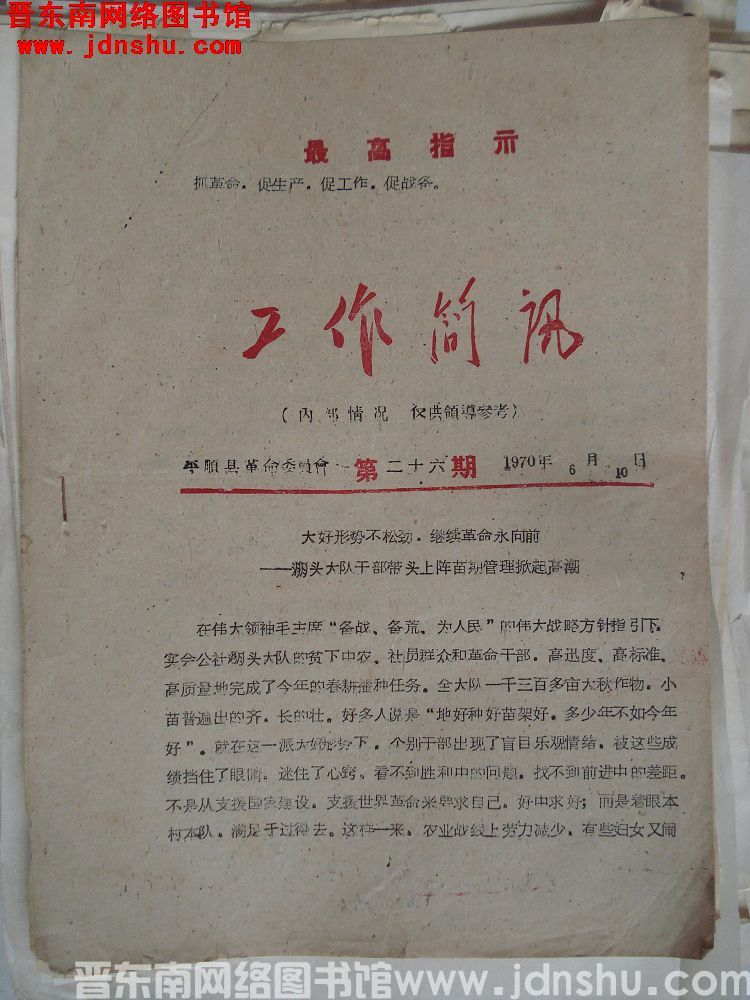 晋东南网络图书馆
www.jdnshu.com
最高指示
抓革命，促生产，促工作，促战备。
工作简讯
（内部情况 仅供領導参考）
平順县革命委員會 第二十六期 1970年6月10日
大好形势不松劲，继续革命永向前
——堋头大队干部带头上阵苗期管理掀起高潮
在伟大领袖毛主席“备战、备荒、为人民”的伟大战略方针指引下，
实会公社堋头大队的贫下中农、社员群众和革命干部，高迅度、高标准、
高质量地完成了今年的春耕播种任务。全大队一千三百多亩大秋作物，小
苗普遍出的齐，长的壮。好多人说是“地好种好苗架好，多少年不如今年
好”。就在这一派大好形势下，个别干部出现了盲目乐观情绪，被这些成
绩挡住了眼睛，迷住了心窍，看不到胜利中的问题，找不到前进中的差距。
不是从支援国家建设，支援世界革命来要求自己，好中求好；而是着眼本
村本队，满足于过得去。这样一来，农业战线上劳力减少，有些妇女又闹
晋东南网络图书馆www.jdnshu.com